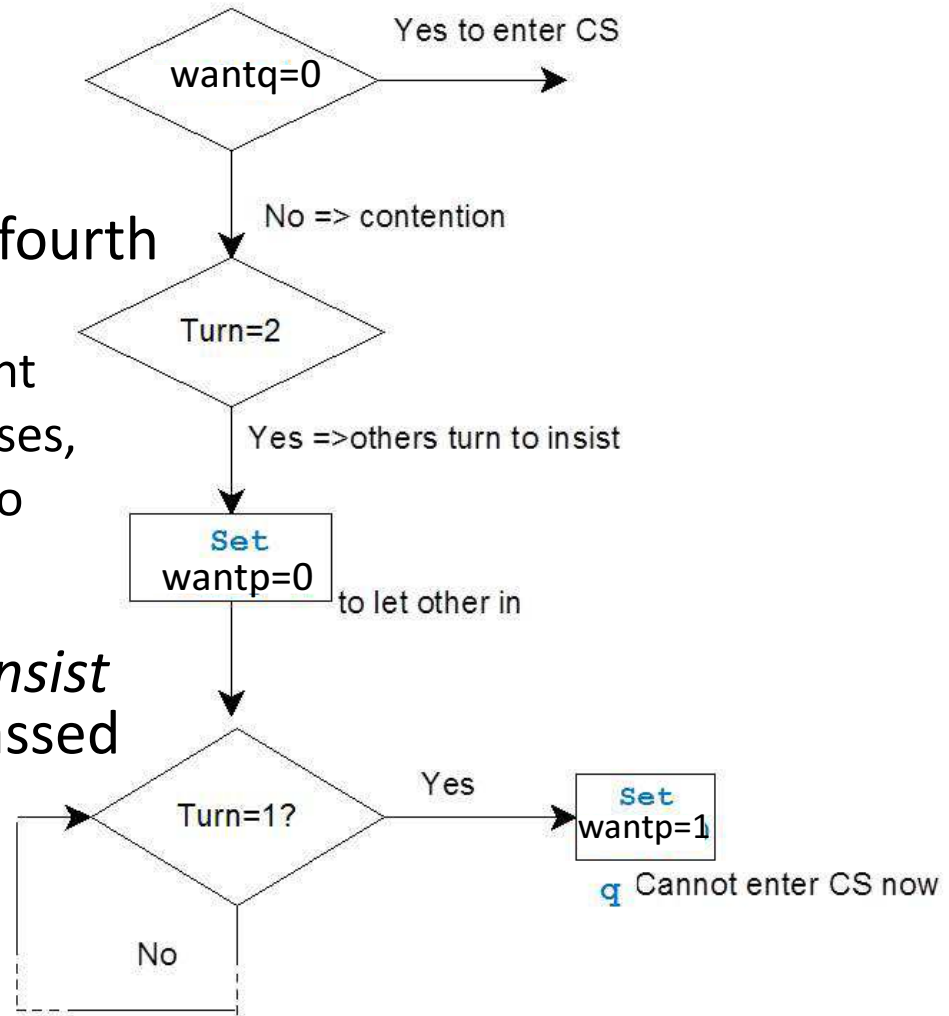 Yes to enter CS
wantq=0
No => contention
fourth
Turn=2
nt
Yes =>others turn to insist
ses,
o
Set
wantp=0
to let other in
nsist
assed
Yes
Turn=1?
Set
wantp=1
q Cannot enter CS now
No